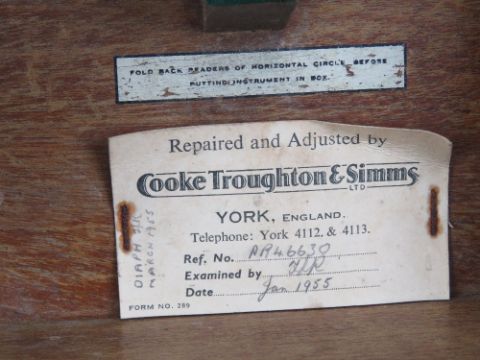 FOLD BACK READERS OF HORIZONTAL CIRCLE BEFORE
PUTTING INSTRUMENT IN BOX.
Repaired and Adjusted by
Cooke Troughton & Simms
LTD
YORK, ENGLAND.
Telephone: York 4112. & 4113.
Ref. No. AR46630
Examined by
Date Jan 1955
FORM NO. 289
DIAPH
MARCH 1955